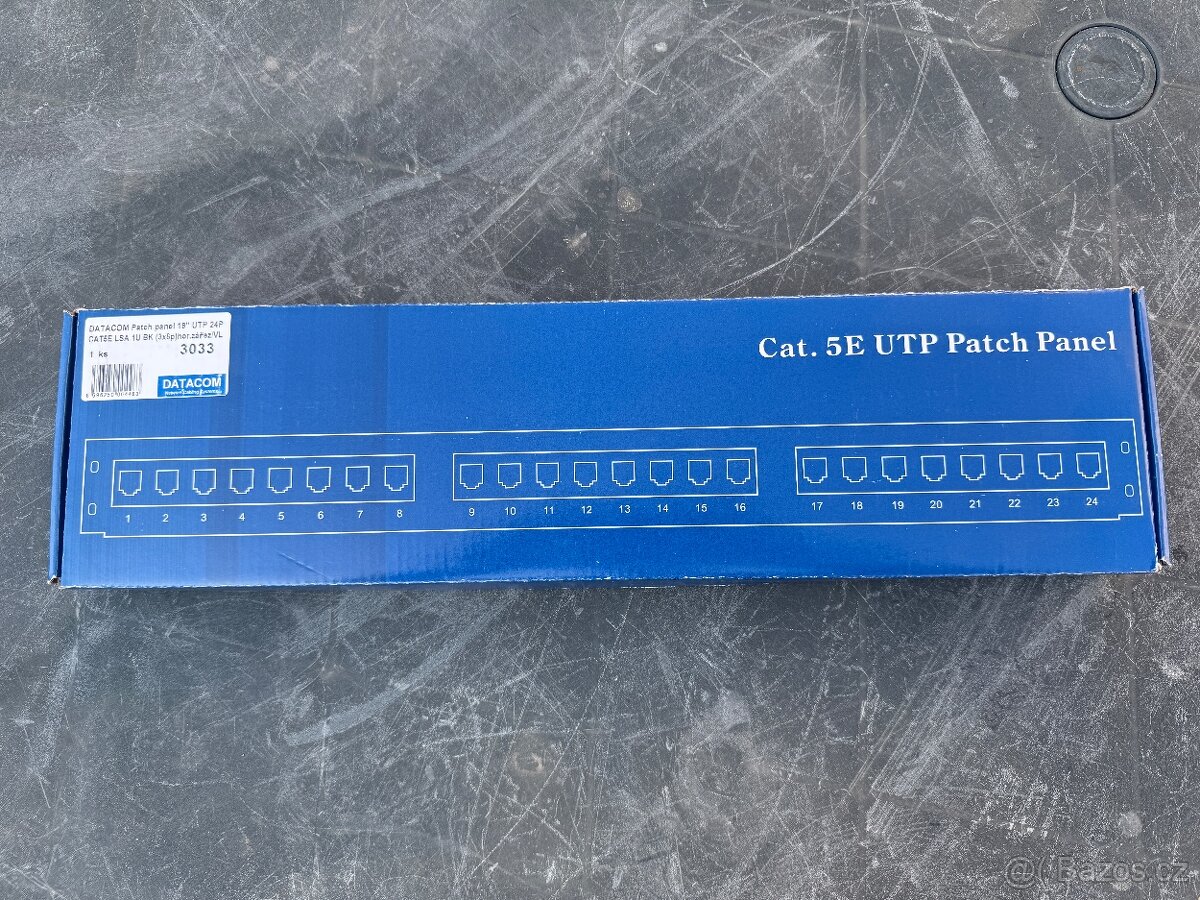 DATACOM Patch panel 19" UTP 24P
CAT5E LSA 1U BK (3x8p)hor.zářez/VL
1 ks 3033
DATACOM
Cat. 5E UTP Patch Panel
1 2 3 4 5 6 7 8 9 10 11 12 13 14 15 16 17 18 19 20 21 22 23 24
@( Bazos.cz